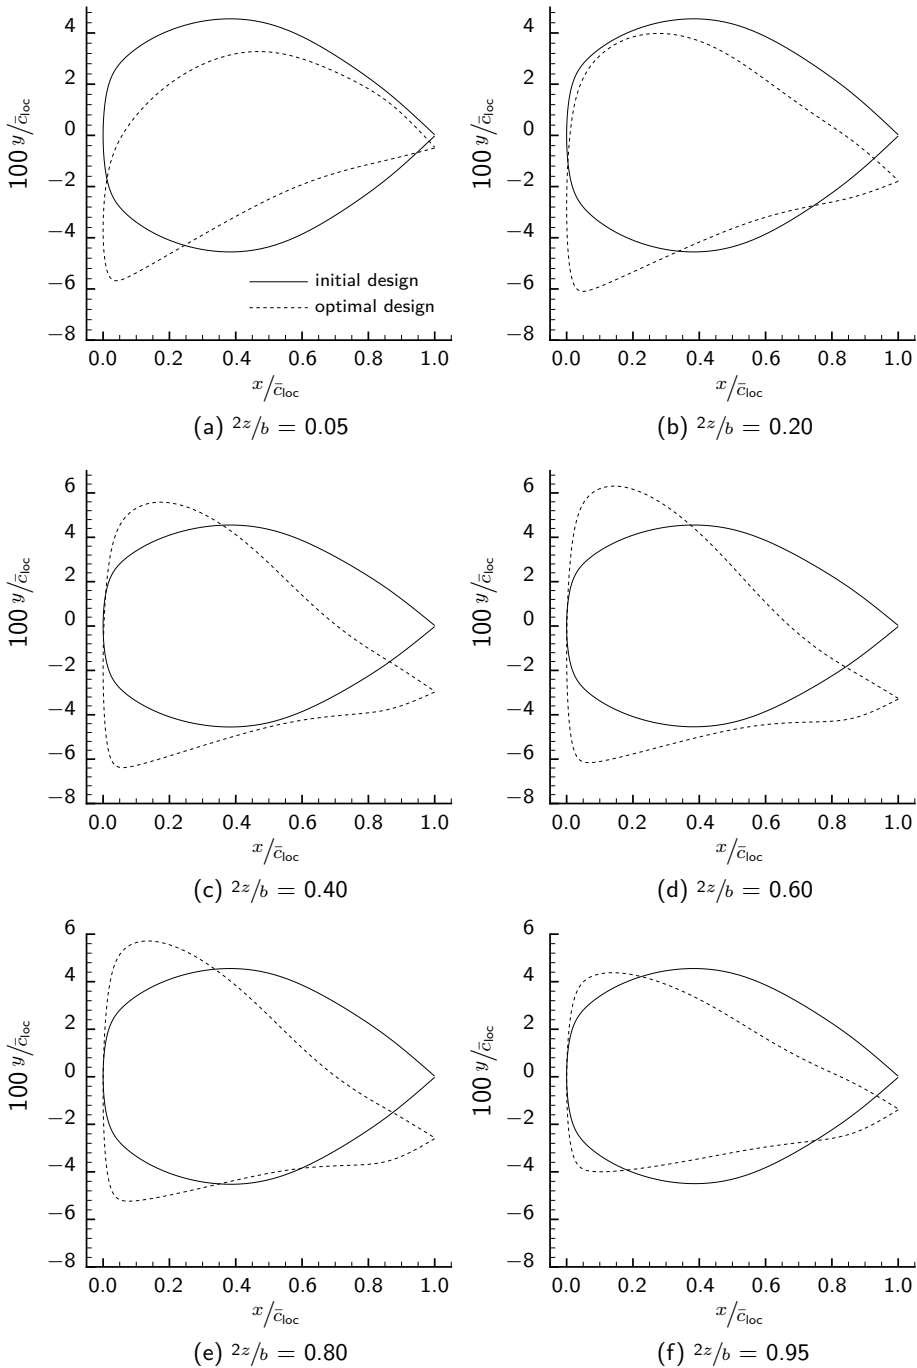 4
2
0
−2
−4
−6
−8
100 y/c̄loc
initial design
optimal design
0.0 0.2 0.4 0.6 0.8 1.0
x/c̄loc
(a) 2z/b = 0.05
4
2
0
−2
−4
−6
−8
100 y/c̄loc
0.0 0.2 0.4 0.6 0.8 1.0
x/c̄loc
(b) 2z/b = 0.20
6
4
2
0
−2
−4
−6
−8
100 y/c̄loc
0.0 0.2 0.4 0.6 0.8 1.0
x/c̄loc
(c) 2z/b = 0.40
6
4
2
0
−2
−4
−6
−8
100 y/c̄loc
0.0 0.2 0.4 0.6 0.8 1.0
x/c̄loc
(d) 2z/b = 0.60
6
4
2
0
−2
−4
−6
−8
100 y/c̄loc
0.0 0.2 0.4 0.6 0.8 1.0
x/c̄loc
(e) 2z/b = 0.80
6
4
2
0
−2
−4
−6
−8
100 y/c̄loc
0.0 0.2 0.4 0.6 0.8 1.0
x/c̄loc
(f) 2z/b = 0.95